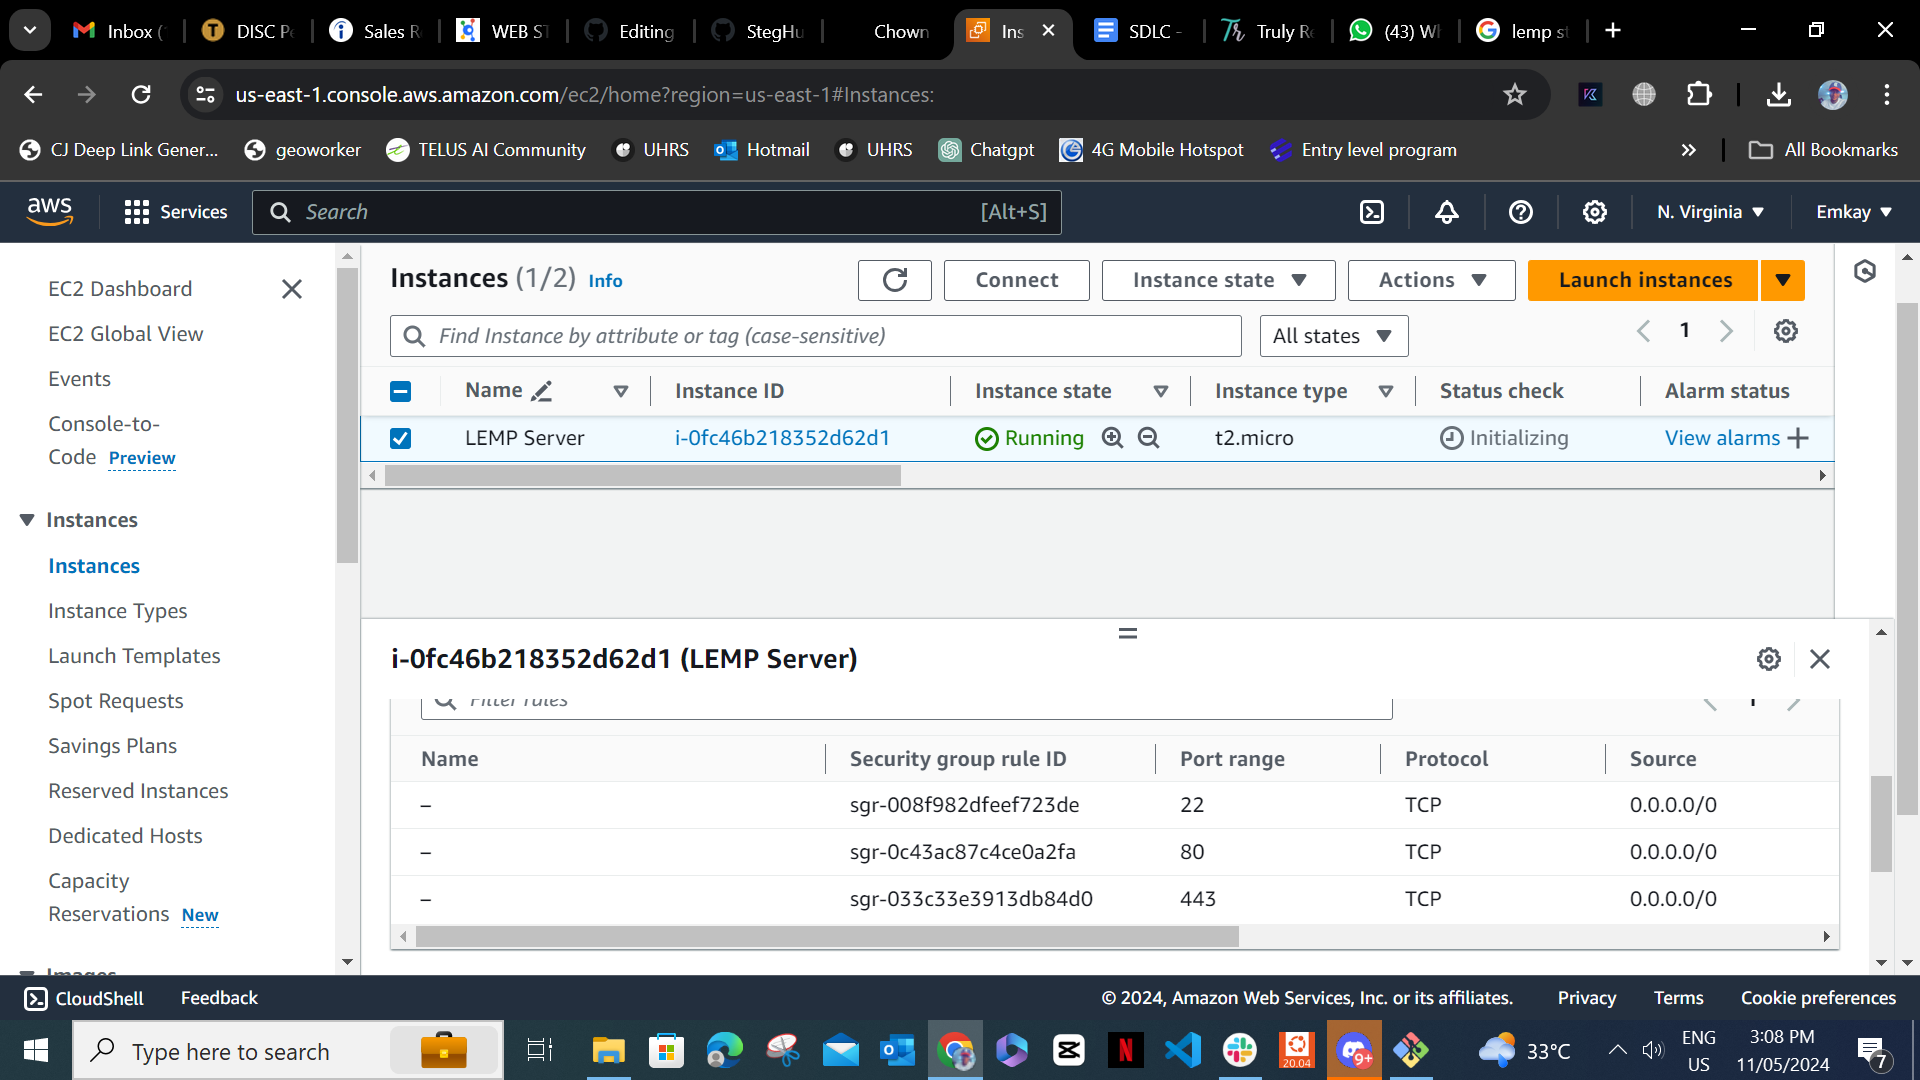 Inbox (
DISC Pe
Sales Re
WEB ST
Editing
StegHu
Chown
Ins
SDLC -
Truly Re
(43) Wh
lemp st
us-east-1.console.aws.amazon.com/ec2/home?region=us-east-1#Instances:
CJ Deep Link Gener...
geoworker
TELUS AI Community
UHRS
Hotmail
UHRS
Chatgpt
4G Mobile Hotspot
Entry level program
»
All Bookmarks
aws
Services
Search
[Alt+S]
N. Virginia
Emkay
EC2 Dashboard
EC2 Global View
Events
Console-to-
Code Preview
Instances
Instances
Instance Types
Launch Templates
Spot Requests
Savings Plans
Reserved Instances
Dedicated Hosts
Capacity
Reservations New
Images
Instances (1/2) Info
Connect
Instance state
Actions
Launch instances
Find Instance by attribute or tag (case-sensitive)
All states
1
Name
Instance ID
Instance state
Instance type
Status check
Alarm status
LEMP Server
i-0fc46b218352d62d1
Running
t2.micro
Initializing
View alarms
i-0fc46b218352d62d1 (LEMP Server)
Filter rules
1
Name
Security group rule ID
Port range
Protocol
Source
–
sgr-008f982dfeef723de
22
TCP
0.0.0.0/0
–
sgr-0c43ac87c4ce0a2fa
80
TCP
0.0.0.0/0
–
sgr-033c33e3913db84d0
443
TCP
0.0.0.0/0
CloudShell
Feedback
© 2024, Amazon Web Services, Inc. or its affiliates.
Privacy
Terms
Cookie preferences
Type here to search
20.04
9+
33°C
ENG
US
3:08 PM
11/05/2024
7